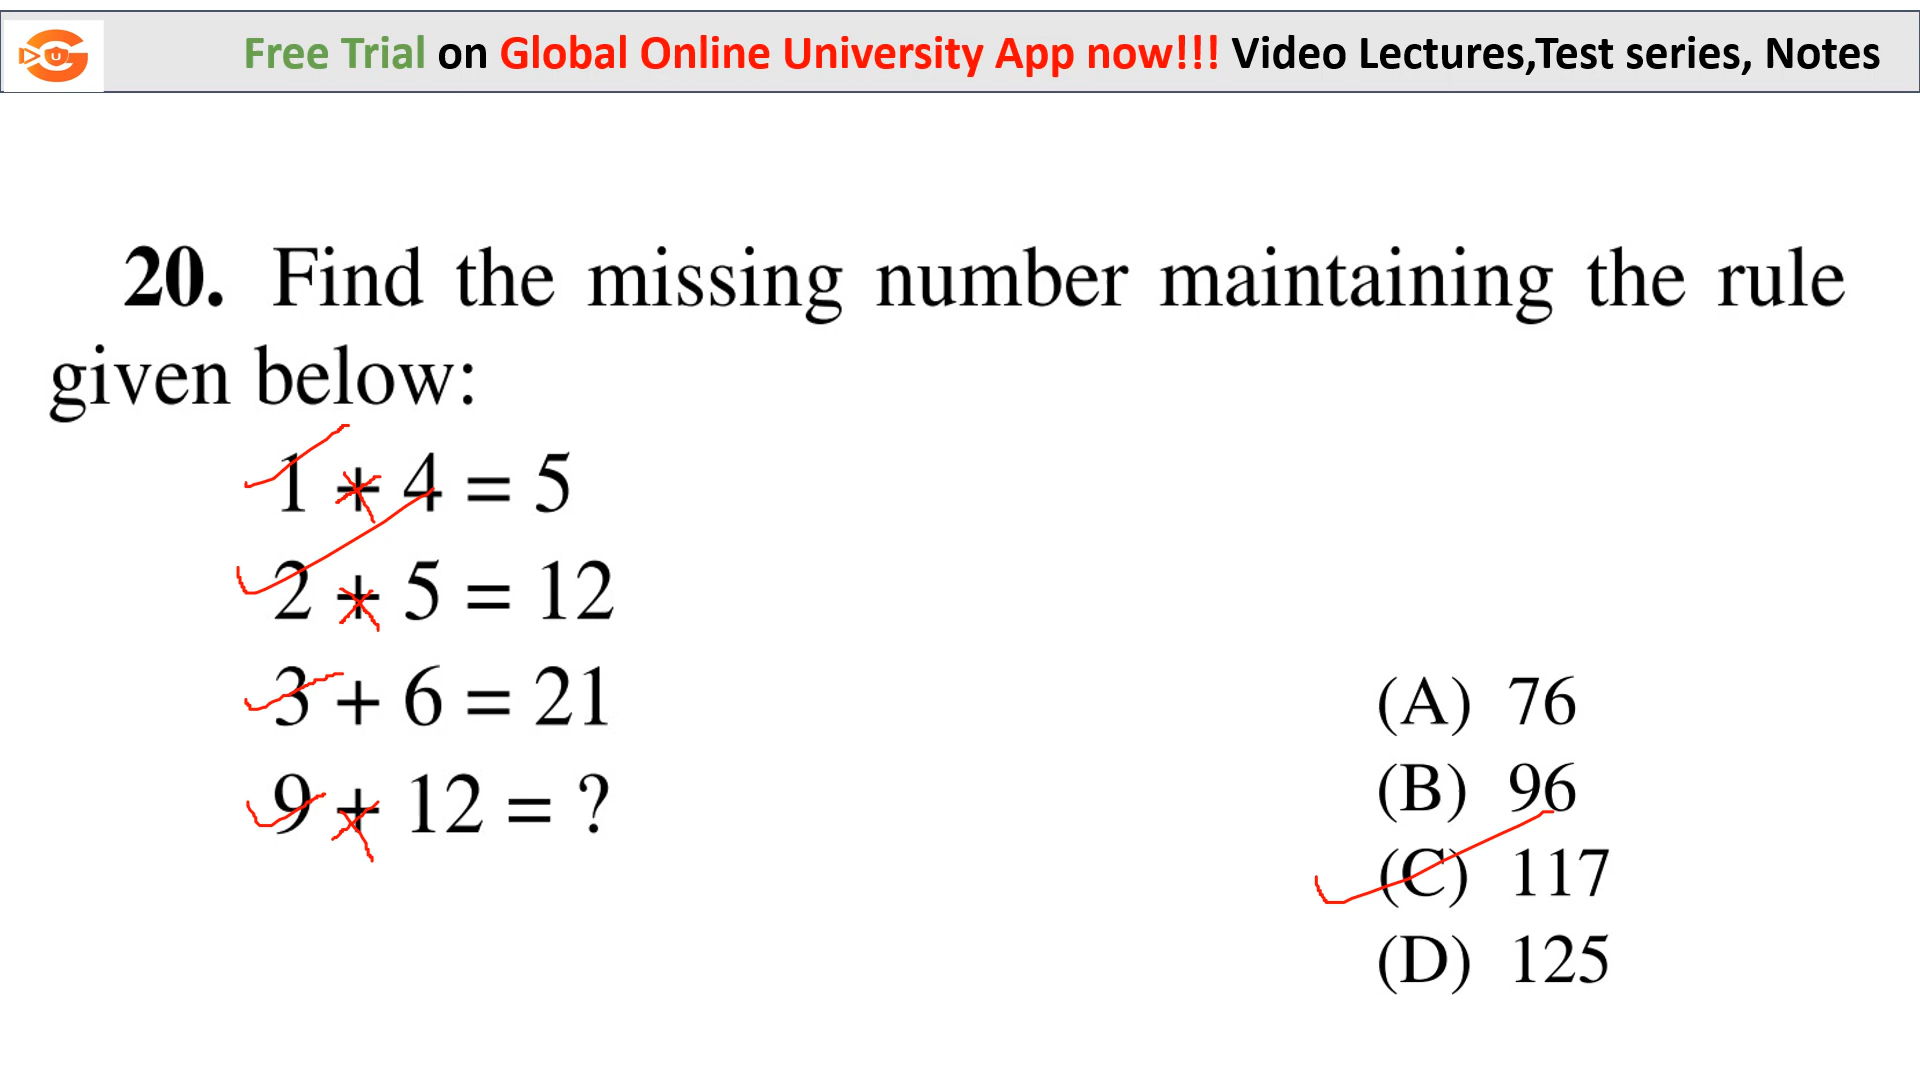 Free Trial on Global Online University App now!!! Video Lectures,Test series, Notes
20. Find the missing number maintaining the rule
given below:
1 + 4 = 5
2 + 5 = 12
3 + 6 = 21
9 + 12 = ?
(A) 76
(B) 96
(C) 117
(D) 125